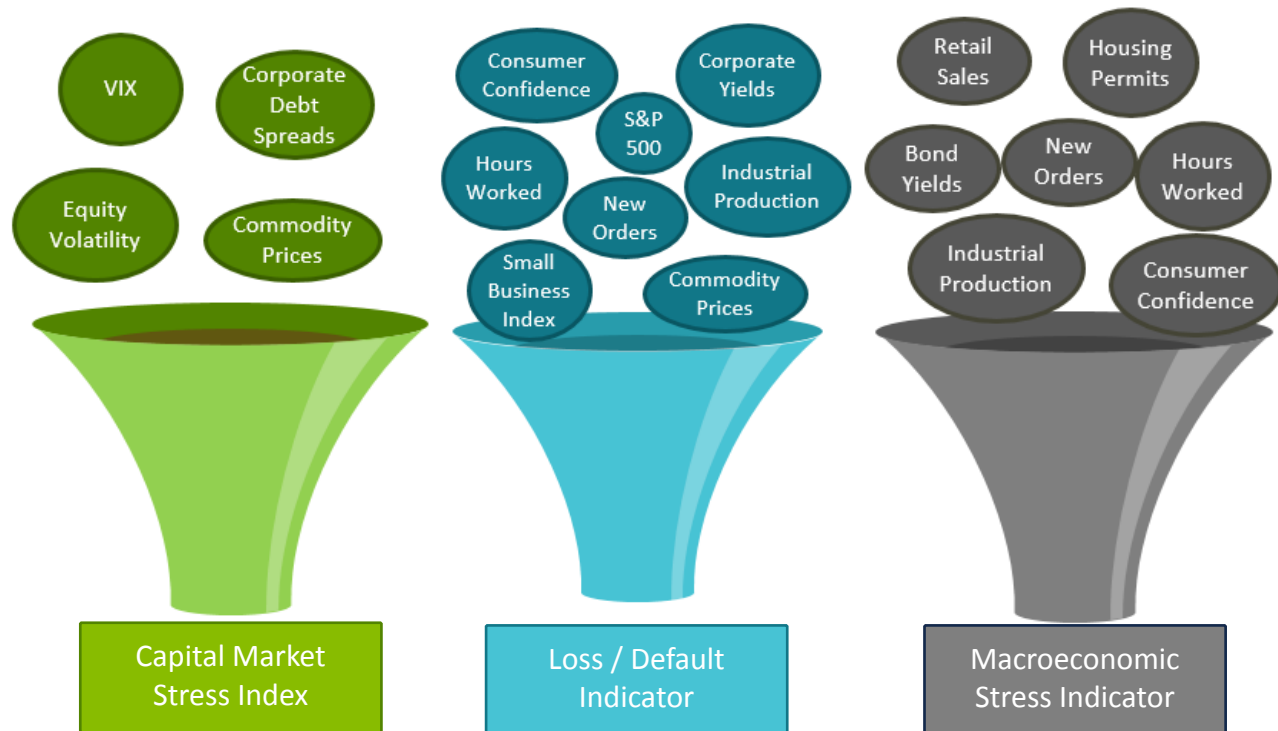 VIX
Corporate
Debt
Spreads
Equity
Volatility
Commodity
Prices
Capital Market
Stress Index
Consumer
Confidence
Corporate
Yields
S&P
500
Hours
Worked
Industrial
Production
New
Orders
Small
Business
Index
Commodity
Prices
Loss / Default
Indicator
Retail
Sales
Housing
Permits
Bond
Yields
New
Orders
Hours
Worked
Industrial
Production
Consumer
Confidence
Macroeconomic
Stress Indicator